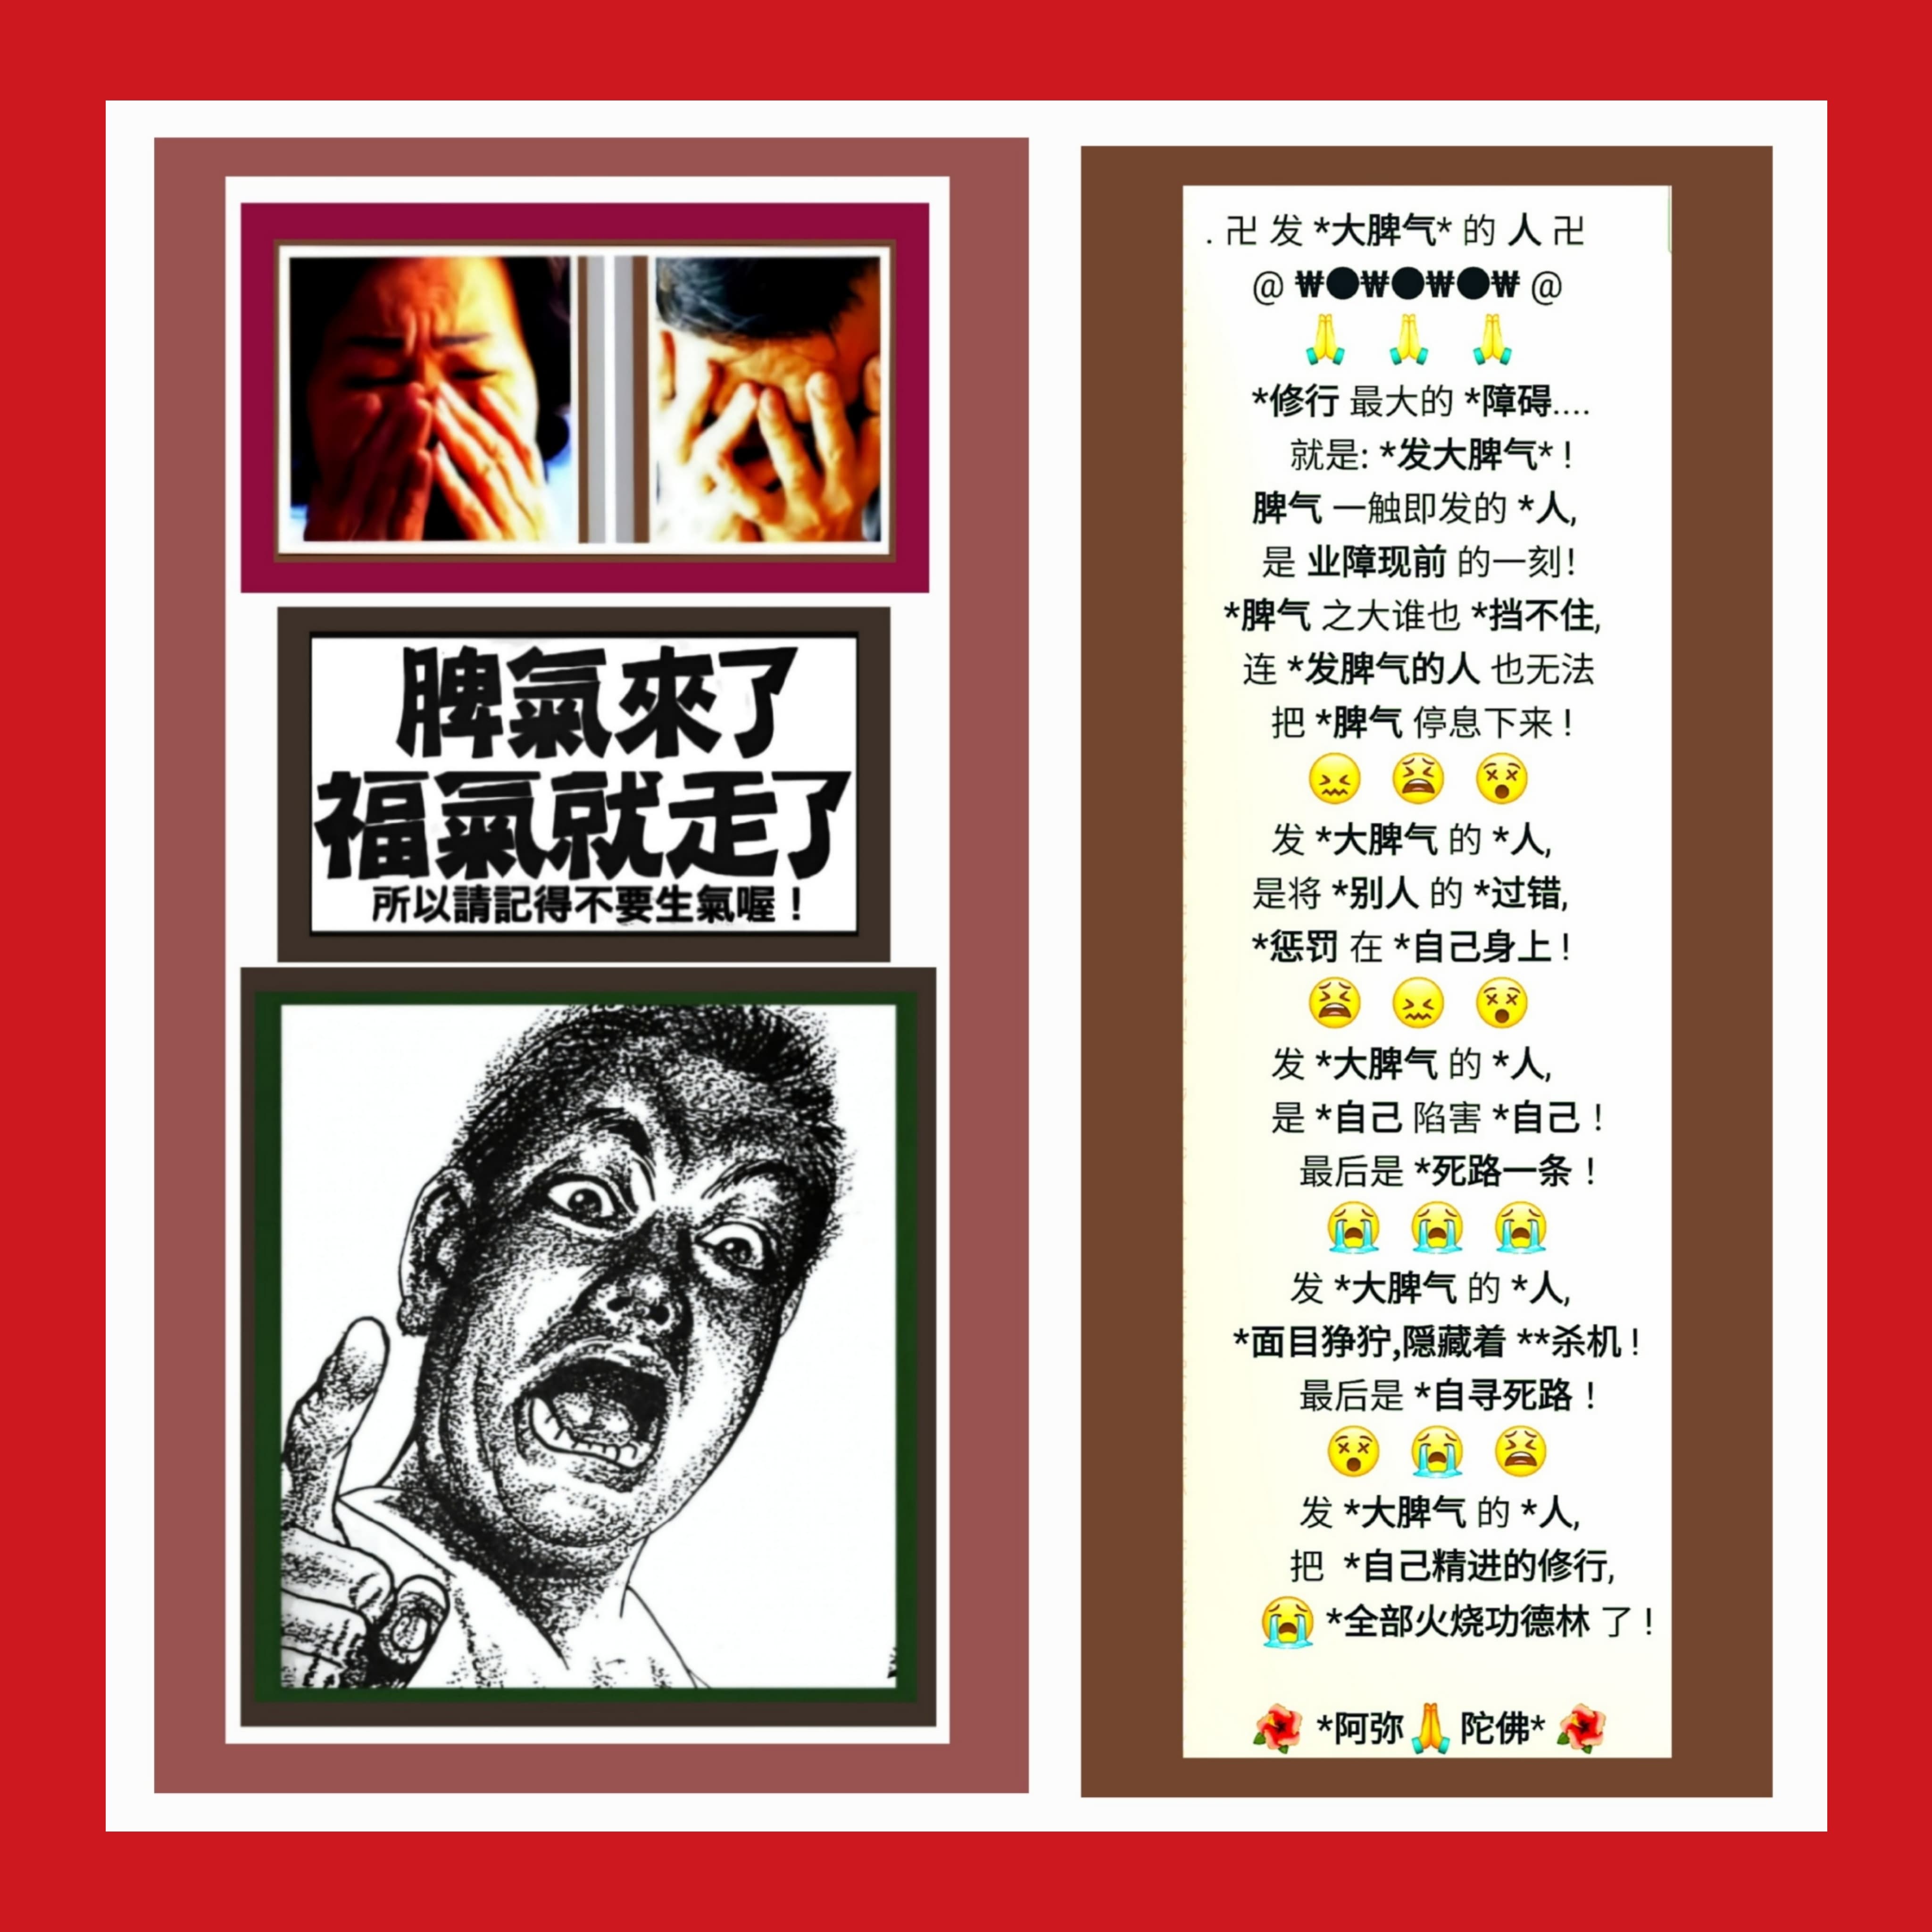 脾氣來了
福氣就走了
所以請記得不要生氣喔！
. 卍 发 *大脾气* 的 人 卍
@ ₩●₩●₩●₩ @
🙏 🙏 🙏
*修行 最大的 *障碍....
就是: *发大脾气* !
脾气 一触即发的 *人,
是 业障现前 的一刻!
*脾气 之大谁也 *挡不住,
连 *发脾气的人 也无法
把 *脾气 停息下来 !
😖 😫 😵
发 *大脾气 的 *人,
是将 *别人 的 *过错,
*惩罚 在 *自己身上 !
😫 😖 😵
发 *大脾气 的 *人,
是 *自己 陷害 *自己 !
最后是 *死路一条 !
😭 😭 😭
发 *大脾气 的 *人,
*面目狰狞,隱藏着 **杀机 !
最后是 *自寻死路 !
😵 😭 😫
发 *大脾气 的 *人,
把 *自己精进的修行,
😭 *全部火烧功德林 了 !
🌺 *阿弥🙏陀佛* 🌺